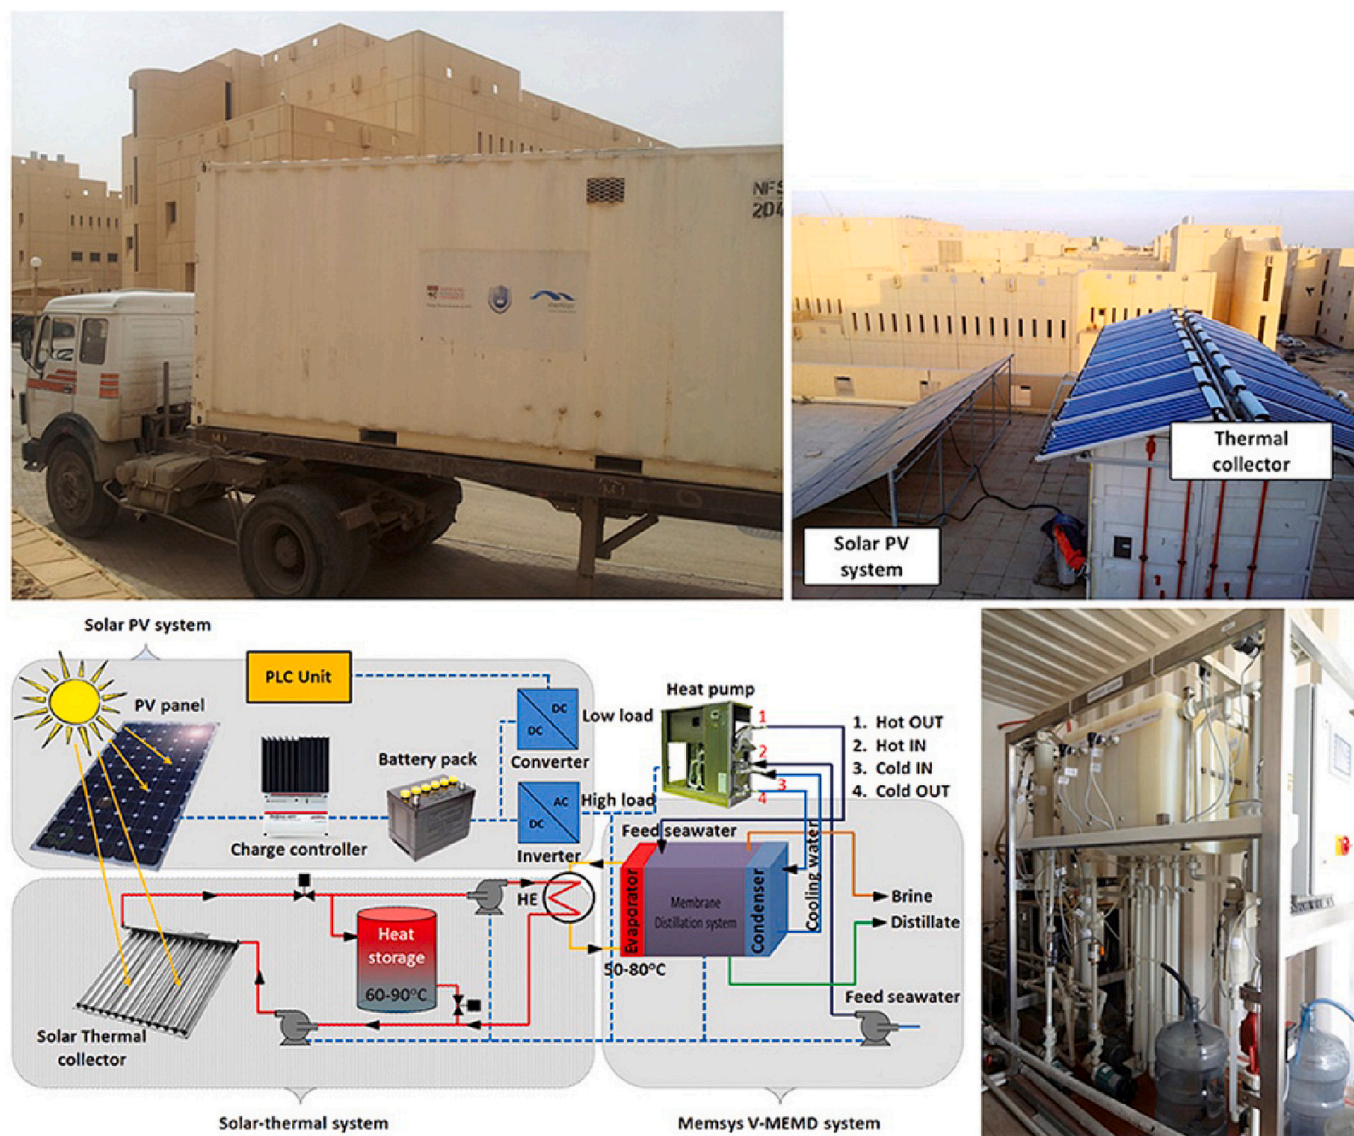 NFS
204
Thermal
collector
Solar PV
system
Solar PV system
PLC Unit
PV panel
DC
DC
Low load
Converter
Battery pack
AC
DC
High load
Inverter
Charge controller
Heat pump
1
2
3
4
1. Hot OUT
2. Hot IN
3. Cold IN
4. Cold OUT
Feed seawater
Cooling water
HE
Evaporator
Membrane
Distillation system
Condenser
Brine
Distillate
50-80°C
Heat
storage
60-90°C
Feed seawater
Solar Thermal
collector
Solar-thermal system
Memsys V-MEMD system